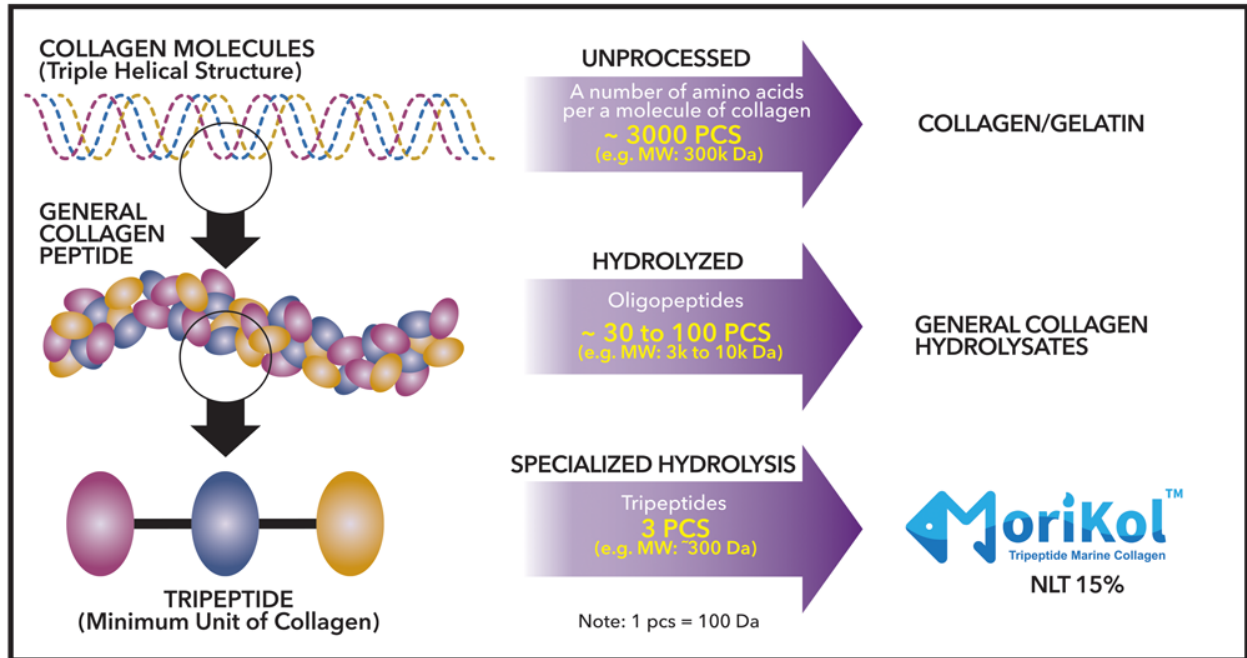 COLLAGEN MOLECULES
(Triple Helical Structure)
UNPROCESSED
A number of amino acids
per a molecule of collagen
~ 3000 PCS
(e.g. MW: 300k Da)
COLLAGEN/GELATIN
GENERAL
COLLAGEN
PEPTIDE
HYDROLYZED
Oligopeptides
~ 30 to 100 PCS
(e.g. MW: 3k to 10k Da)
GENERAL COLLAGEN
HYDROLYSATES
SPECIALIZED HYDROLYSIS
Tripeptides
3 PCS
(e.g. MW: ~300 Da)
MoriKol™
Tripeptide Marine Collagen
NLT 15%
TRIPEPTIDE
(Minimum Unit of Collagen)
Note: 1 pcs = 100 Da